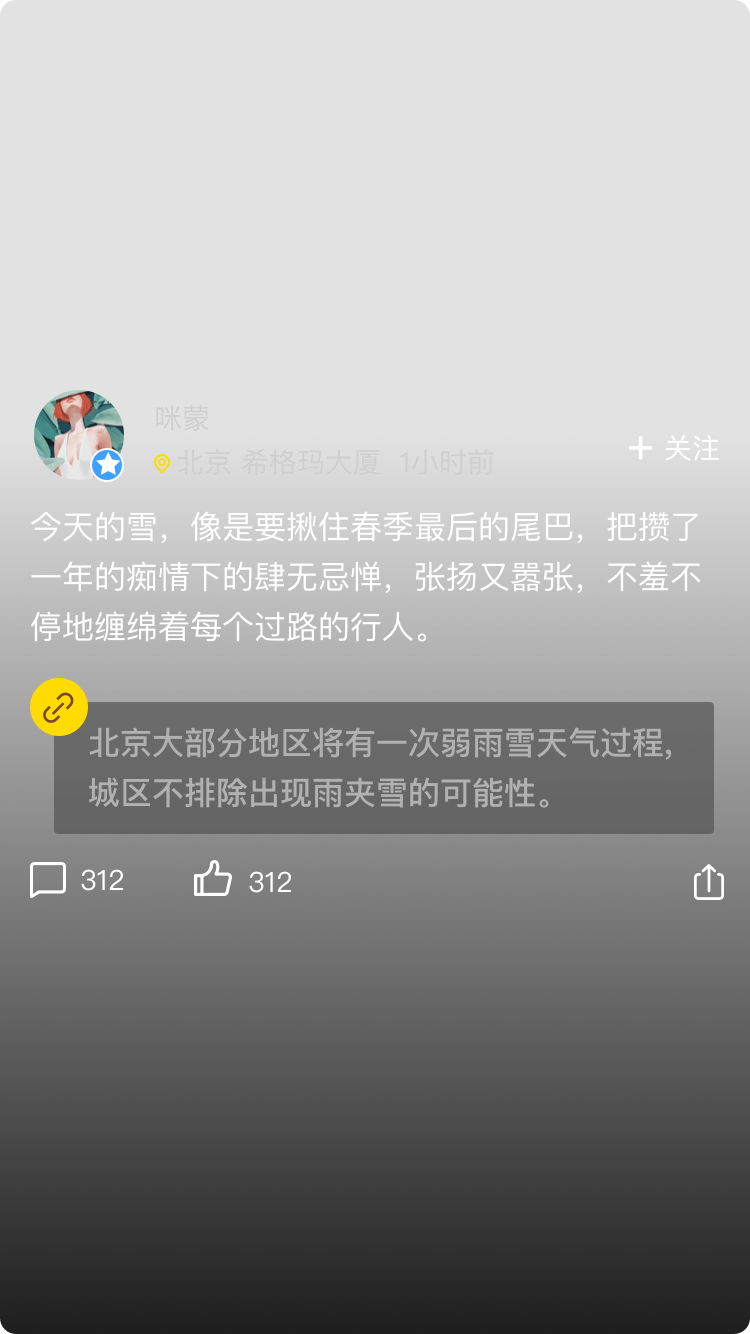 咪蒙
北京 希格玛大厦 1小时前
关注
今天的雪，像是要揪住春季最后的尾巴，把攒了
一年的痴情下的肆无忌惮，张扬又嚣张，不羞不
停地缠绵着每个过路的行人。
北京大部分地区将有一次弱雨雪天气过程,
城区不排除出现雨夹雪的可能性。
312
312